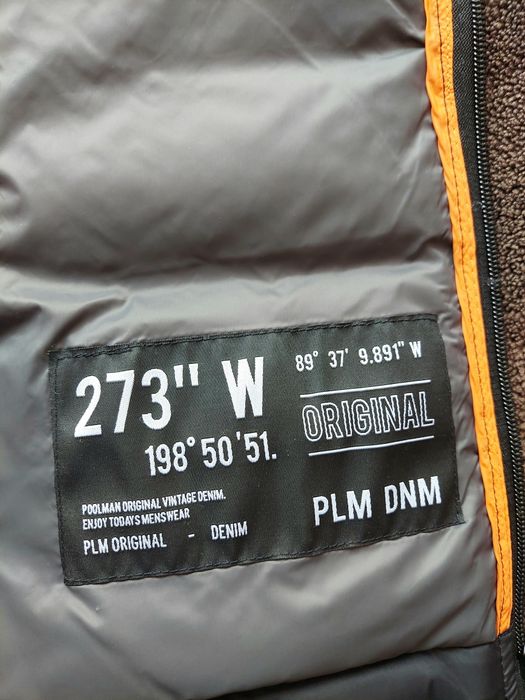 273" W
198° 50'51.
POOLMAN ORIGINAL VINTAGE DENIM.
ENJOY TODAYS MENSWEAR
PLM ORIGINAL - DENIM
89° 37' 9.891" W
ORIGINAL
PLM DNM